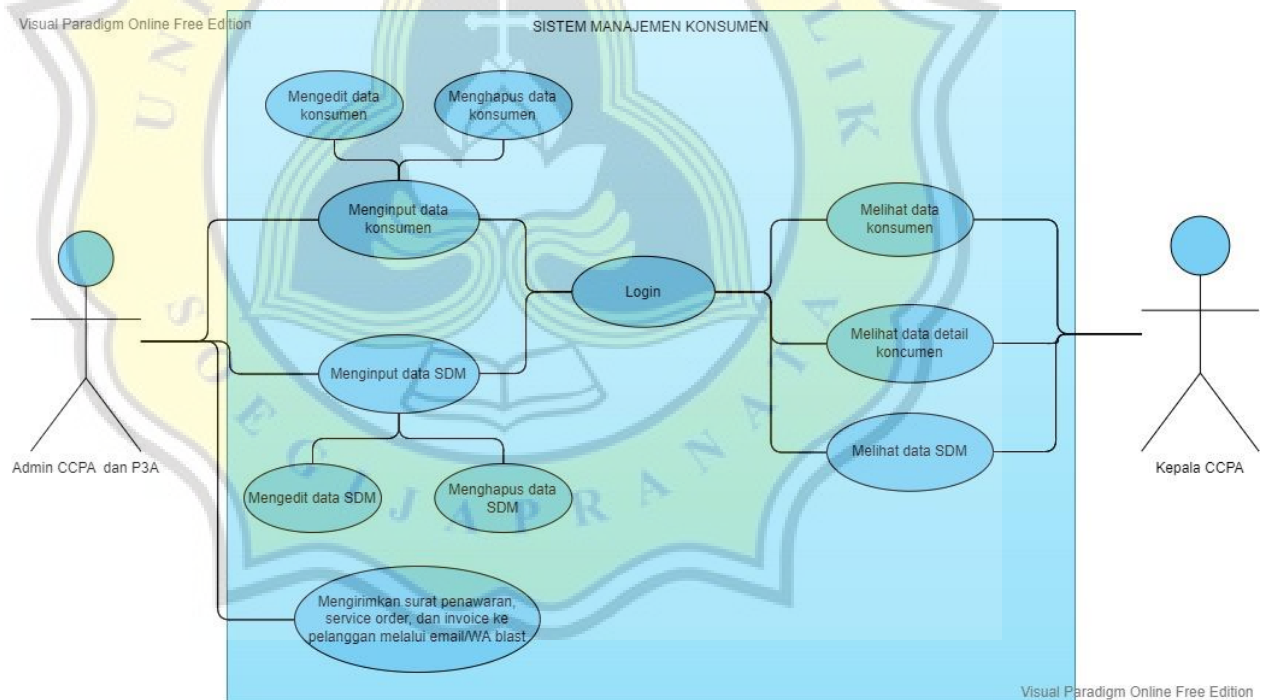 Visual Paradigm Online Free Edition
SISTEM MANAJEMEN KONSUMEN
Mengedit data
konsumen
Menghapus data
konsumen
Menginput data
konsumen
Melihat data
konsumen
Login
Melihat data detail
koncumen
Menginput data SDM
Melihat data SDM
Admin CCPA dan P3A
Kepala CCPA
Mengedit data SDM
Menghapus data
SDM
Mengirimkan surat penawaran,
service order, dan invoice ke
pelanggan melalui email/WA blast
Visual Paradigm Online Free Edition
SOEGIJAPRANATA